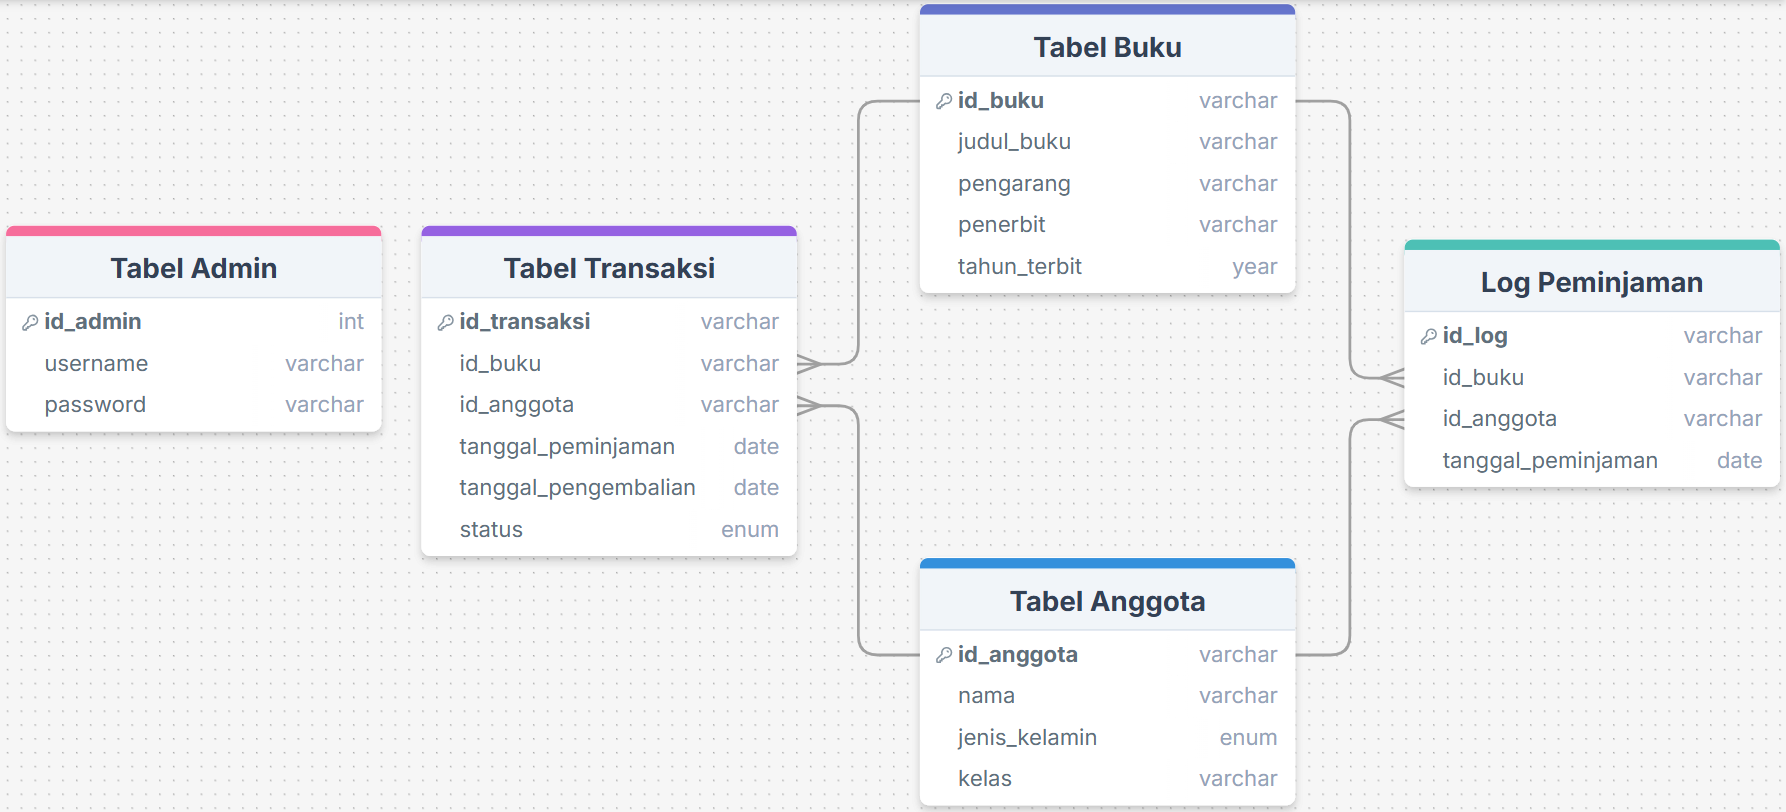 Tabel Admin
id_admin int
username varchar
password varchar
Tabel Transaksi
id_transaksi varchar
id_buku varchar
id_anggota varchar
tanggal_peminjaman date
tanggal_pengembalian date
status enum
Tabel Buku
id_buku varchar
judul_buku varchar
pengarang varchar
penerbit varchar
tahun_terbit year
Tabel Anggota
id_anggota varchar
nama varchar
jenis_kelamin enum
kelas varchar
Log Peminjaman
id_log varchar
id_buku varchar
id_anggota varchar
tanggal_peminjaman date